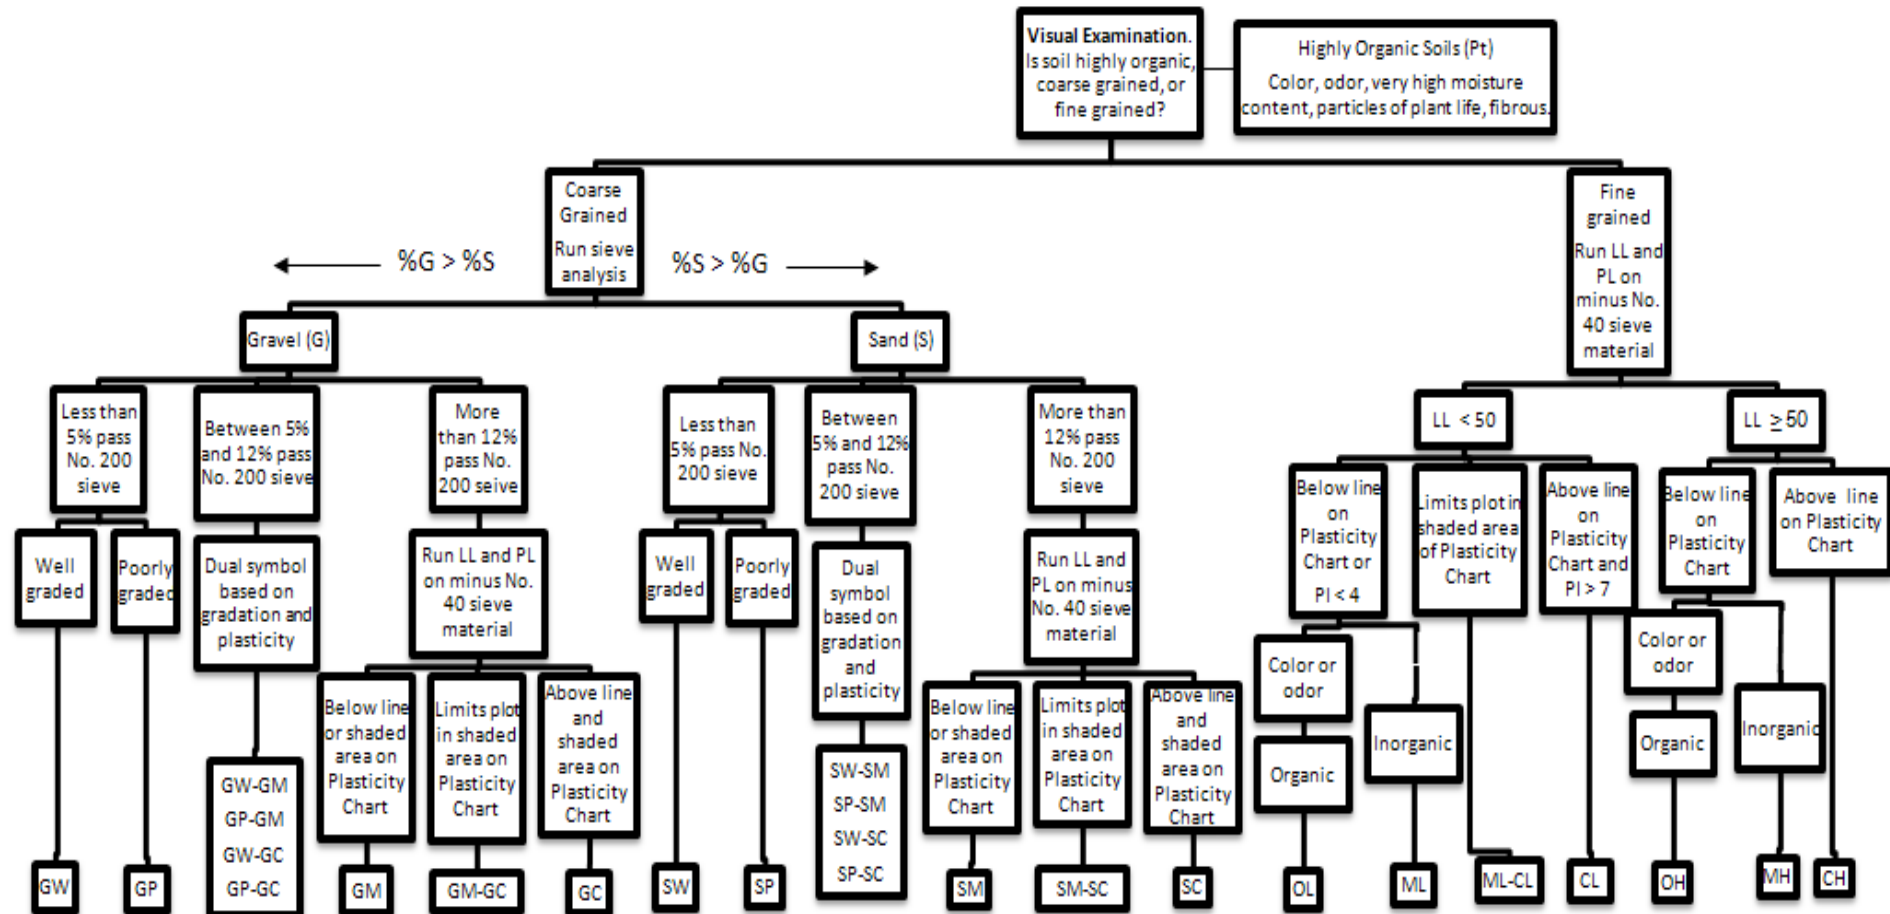 Visual Examination.
Is soil highly organic,
coarse grained, or
fine grained?
Highly Organic Soils (Pt)
Color, odor, very high moisture
content, particles of plant life, fibrous.
Coarse
Grained
Run sieve
analysis
%G > %S
%S > %G
Fine
grained
Run LL and
PL on
minus No.
40 sieve
material
Gravel (G)
Sand (S)
LL < 50
LL ≥ 50
Less than
5% pass
No. 200
sieve
Between 5%
and 12% pass
No. 200 sieve
More
than 12%
pass No.
200 seive
Less than
5% pass No.
200 sieve
Between
5% and 12%
pass No.
200 sieve
More than
12% pass
No. 200
sieve
Below line
on
Plasticity
Chart or
PI < 4
Limits plot in
shaded area
of Plasticity
Chart
Above line
on
Plasticity
Chart and
PI > 7
Below line
on
Plasticity
Chart
Above line
on Plasticity
Chart
Well
graded
Poorly
graded
Dual symbol
based on
gradation and
plasticity
Run LL and PL
on minus No.
40 sieve
material
Well
graded
Poorly
graded
Dual
symbol
based on
gradation
and
plasticity
Run LL and
PL on minus
No. 40 sieve
material
Color or
odor
Inorganic
Color or
odor
Inorganic
Below line
or shaded
area on
Plasticity
Chart
Limits plot
in shaded
area on
Plasticity
Chart
Above line
and
shaded
area on
Plasticity
Chart
Below line
or shaded
area on
Plasticity
Chart
Limits plot
in shaded
area on
Plasticity
Chart
Above line
and
shaded
area on
Plasticity
Chart
Organic
Organic
GW
GP
GW-GM
GP-GM
GW-GC
GP-GC
GM
GM-GC
GC
SW
SP
SW-SM
SP-SM
SW-SC
SP-SC
SM
SM-SC
SC
OL
ML
ML-CL
CL
OH
MH
CH